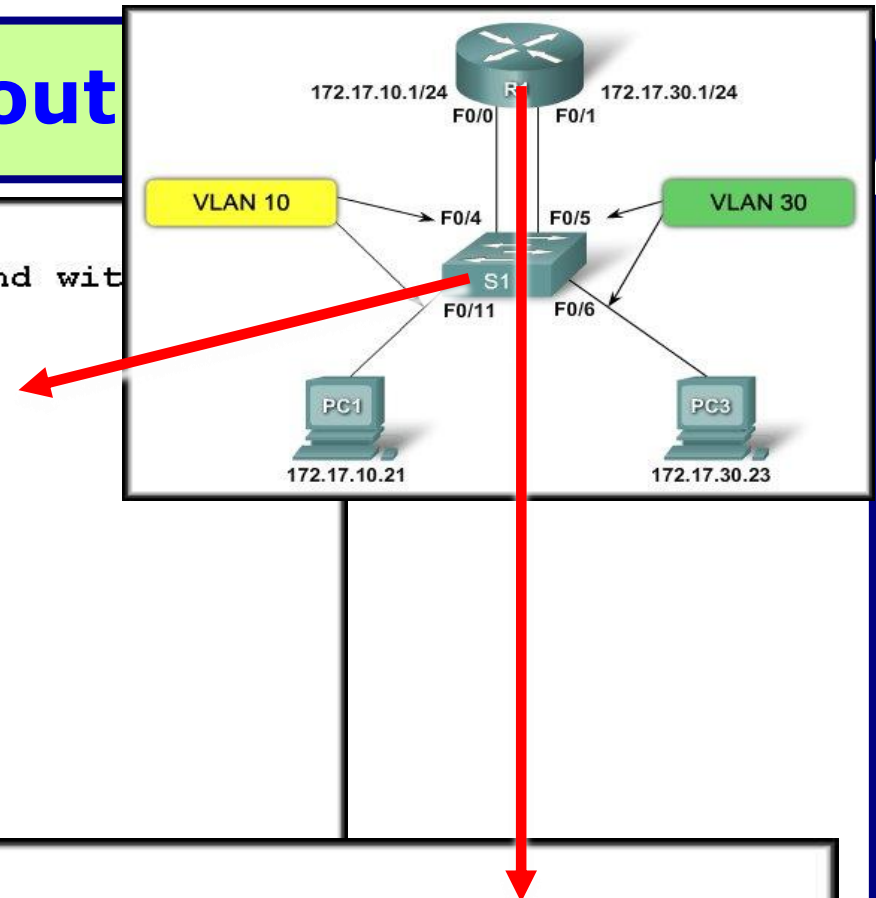 out
nd wit
R1
172.17.10.1/24
172.17.30.1/24
F0/0
F0/1
VLAN 10
VLAN 30
F0/4
F0/5
S1
F0/11
F0/6
PC1
PC3
172.17.10.21
172.17.30.23